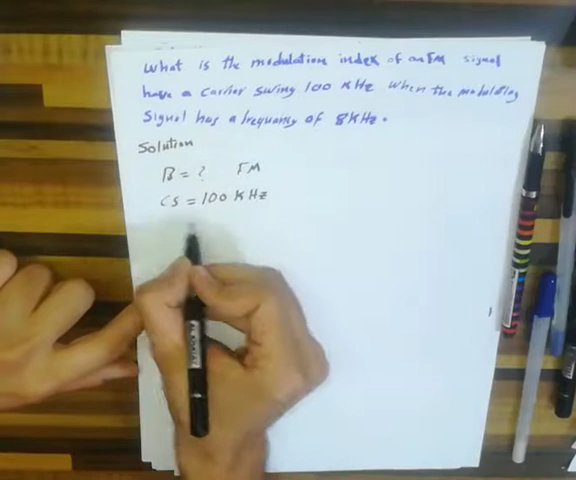 What is the modulation index of an FM signal
have a carrier swing 100 KHz when the modulating
Signal has a frequency of 8KHz.
Solution
B = ? FM
CS = 100 KHz